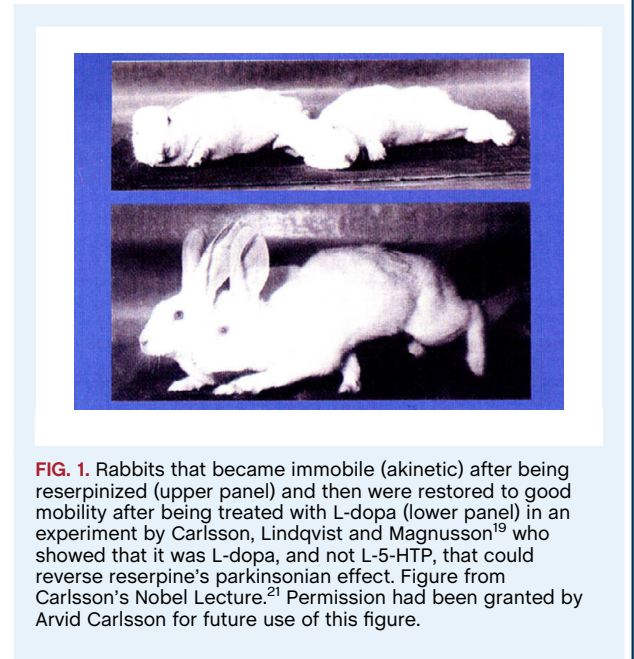 FIG. 1. Rabbits that became immobile (akinetic) after being
reserpinized (upper panel) and then were restored to good
mobility after being treated with L-dopa (lower panel) in an
experiment by Carlsson, Lindqvist and Magnusson¹⁹ who
showed that it was L-dopa, and not L-5-HTP, that could
reverse reserpine's parkinsonian effect. Figure from
Carlsson's Nobel Lecture.²¹ Permission had been granted by
Arvid Carlsson for future use of this figure.